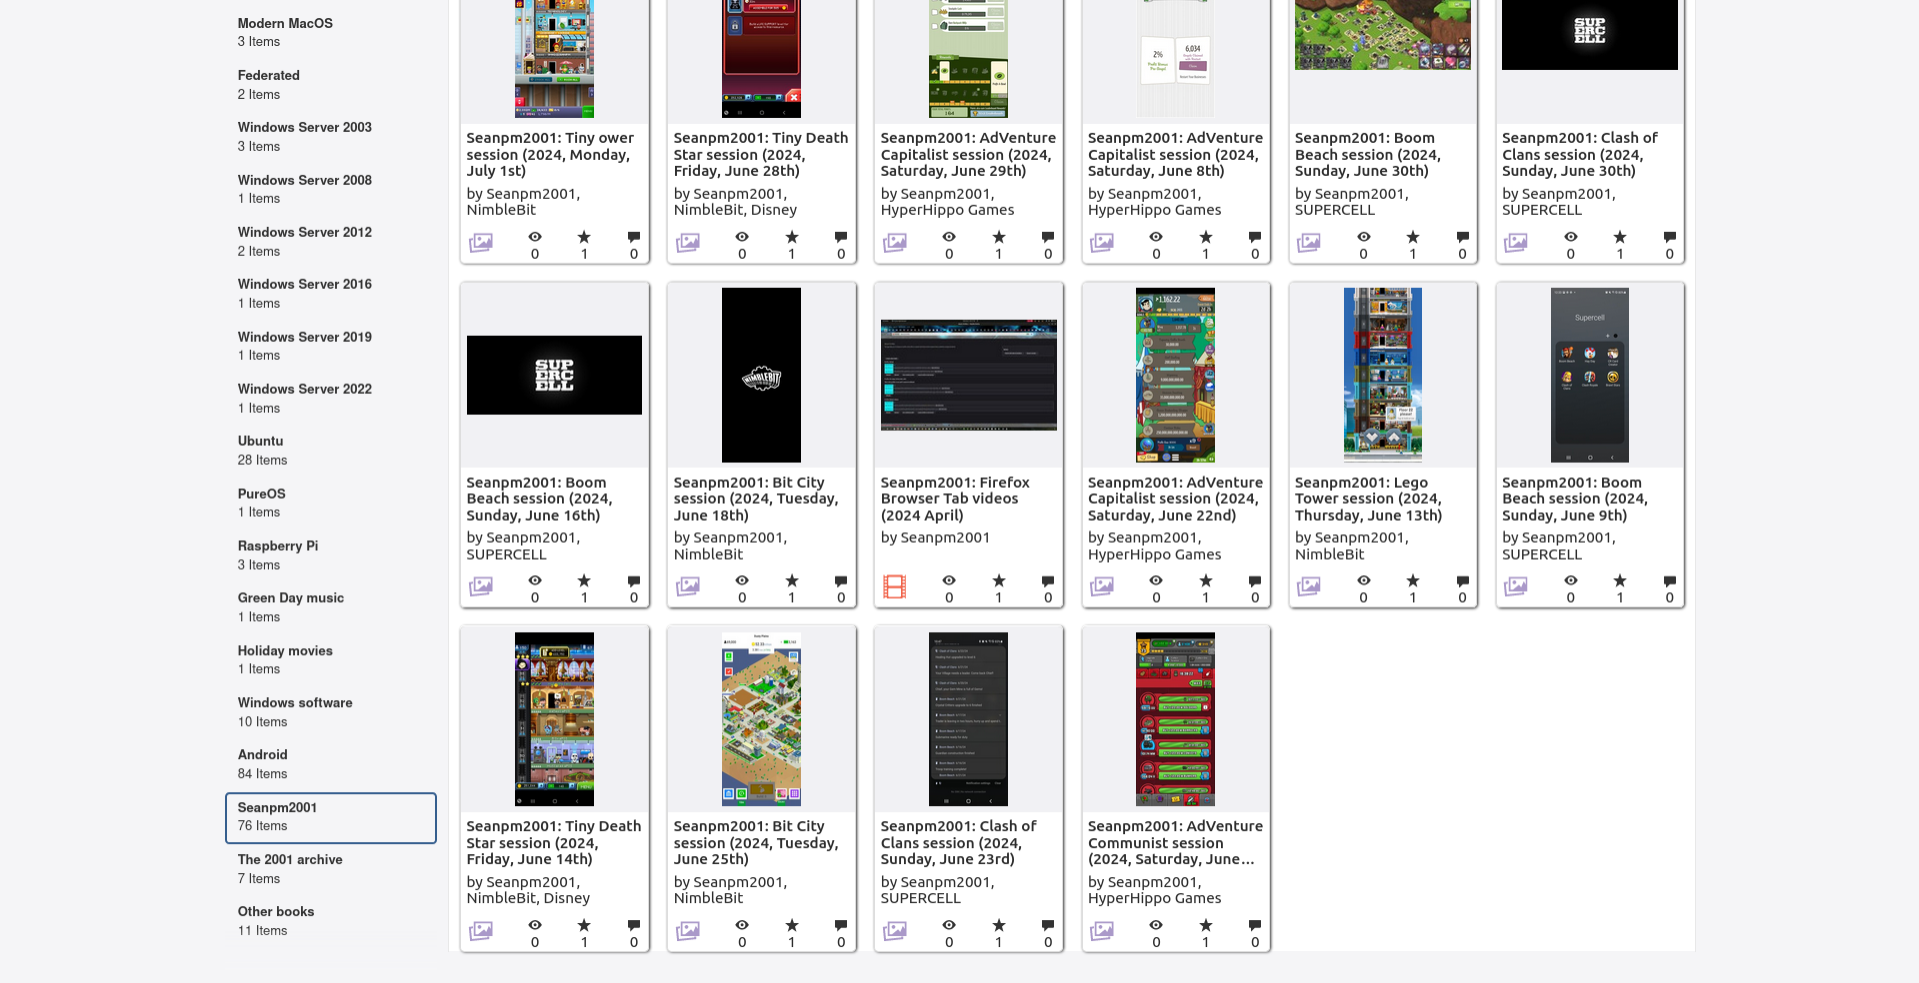 Modern MacOS
3 Items
Federated
2 Items
Windows Server 2003
3 Items
Windows Server 2008
1 Items
Windows Server 2012
2 Items
Windows Server 2016
1 Items
Windows Server 2019
1 Items
Windows Server 2022
1 Items
Ubuntu
28 Items
PureOS
1 Items
Raspberry Pi
3 Items
Green Day music
1 Items
Holiday movies
1 Items
Windows software
10 Items
Android
84 Items
Seanpm2001
76 Items
The 2001 archive
7 Items
Other books
11 Items
2%
6,034
SUP
ERC
ELL
Seanpm2001: Tiny ower
session (2024, Monday,
July 1st)
by Seanpm2001,
NimbleBit
0 1 0
Seanpm2001: Tiny Death
Star session (2024,
Friday, June 28th)
by Seanpm2001,
NimbleBit, Disney
0 1 0
Seanpm2001: AdVenture
Capitalist session (2024,
Saturday, June 29th)
by Seanpm2001,
HyperHippo Games
0 1 0
Seanpm2001: AdVenture
Capitalist session (2024,
Saturday, June 8th)
by Seanpm2001,
HyperHippo Games
0 1 0
Seanpm2001: Boom
Beach session (2024,
Sunday, June 30th)
by Seanpm2001,
SUPERCELL
0 1 0
Seanpm2001: Clash of
Clans session (2024,
Sunday, June 30th)
by Seanpm2001,
SUPERCELL
0 1 0
SUP
ERC
ELL
Seanpm2001: Boom
Beach session (2024,
Sunday, June 16th)
by Seanpm2001,
SUPERCELL
0 1 0
NIMBLEBIT
Seanpm2001: Bit City
session (2024, Tuesday,
June 18th)
by Seanpm2001,
NimbleBit
0 1 0
Seanpm2001: Firefox
Browser Tab videos
(2024 April)
by Seanpm2001
0 1 0
1,162.22
Seanpm2001: AdVenture
Capitalist session (2024,
Saturday, June 22nd)
by Seanpm2001,
HyperHippo Games
0 1 0
Seanpm2001: Lego
Tower session (2024,
Thursday, June 13th)
by Seanpm2001,
NimbleBit
0 1 0
Supercell
Seanpm2001: Boom
Beach session (2024,
Sunday, June 9th)
by Seanpm2001,
SUPERCELL
0 1 0
Seanpm2001: Tiny Death
Star session (2024,
Friday, June 14th)
by Seanpm2001,
NimbleBit, Disney
0 1 0
Seanpm2001: Bit City
session (2024, Tuesday,
June 25th)
by Seanpm2001,
NimbleBit
0 1 0
Seanpm2001: Clash of
Clans session (2024,
Sunday, June 23rd)
by Seanpm2001,
SUPERCELL
0 1 0
Seanpm2001: AdVenture
Communist session
(2024, Saturday, June...
by Seanpm2001,
HyperHippo Games
0 1 0